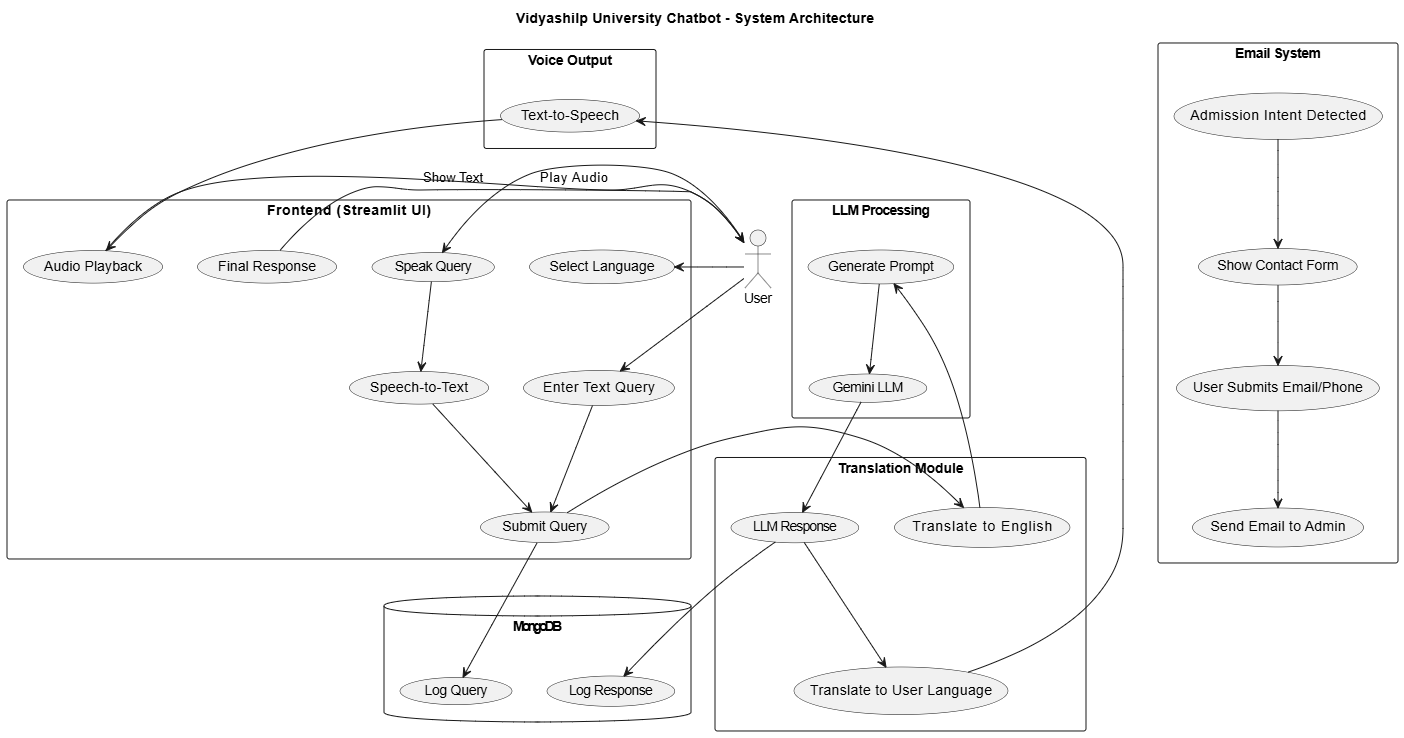 Vidyashilp University Chatbot - System Architecture
Voice Output
Text-to-Speech
Email System
Admission Intent Detected
Show Contact Form
User Submits Email/Phone
Send Email to Admin
Show Text
Play Audio
Frontend (Streamlit UI)
Audio Playback
Final Response
Speak Query
Select Language
User
Speech-to-Text
Enter Text Query
Submit Query
LLM Processing
Generate Prompt
Gemini LLM
Translation Module
LLM Response
Translate to English
Translate to User Language
MongoDB
Log Query
Log Response